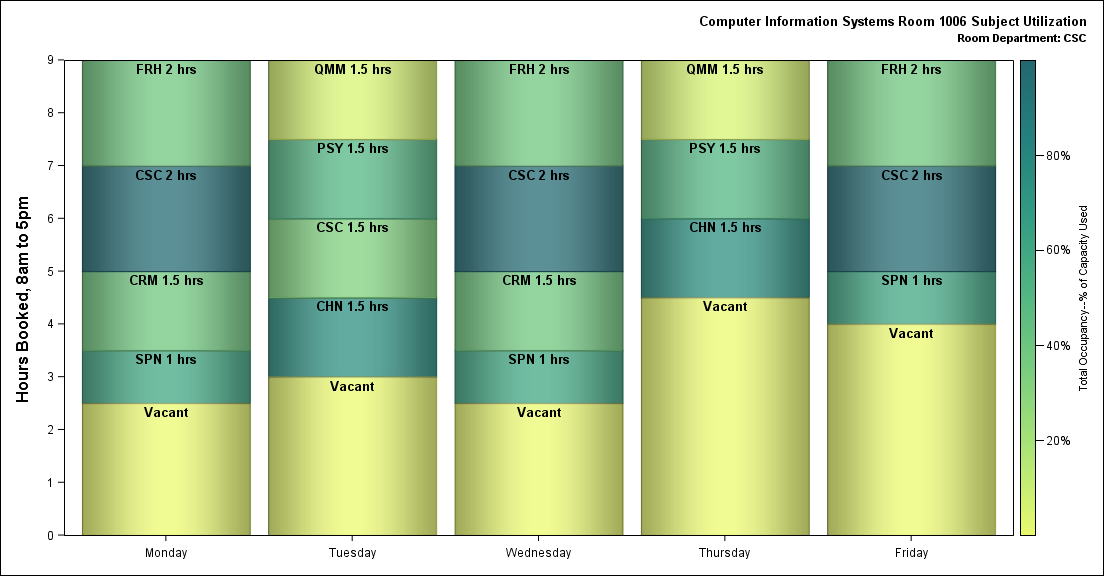 Computer Information Systems Room 1006 Subject Utilization
Room Department: CSC
Hours Booked, 8am to 5pm
9
8
7
6
5
4
3
2
1
0
FRH 2 hrs
CSC 2 hrs
CRM 1.5 hrs
SPN 1 hrs
Vacant
QMM 1.5 hrs
PSY 1.5 hrs
CSC 1.5 hrs
CHN 1.5 hrs
Vacant
FRH 2 hrs
CSC 2 hrs
CRM 1.5 hrs
SPN 1 hrs
Vacant
QMM 1.5 hrs
PSY 1.5 hrs
CHN 1.5 hrs
Vacant
FRH 2 hrs
CSC 2 hrs
SPN 1 hrs
Vacant
Monday
Tuesday
Wednesday
Thursday
Friday
80%
60%
40%
20%
Total Occupancy--% of Capacity Used